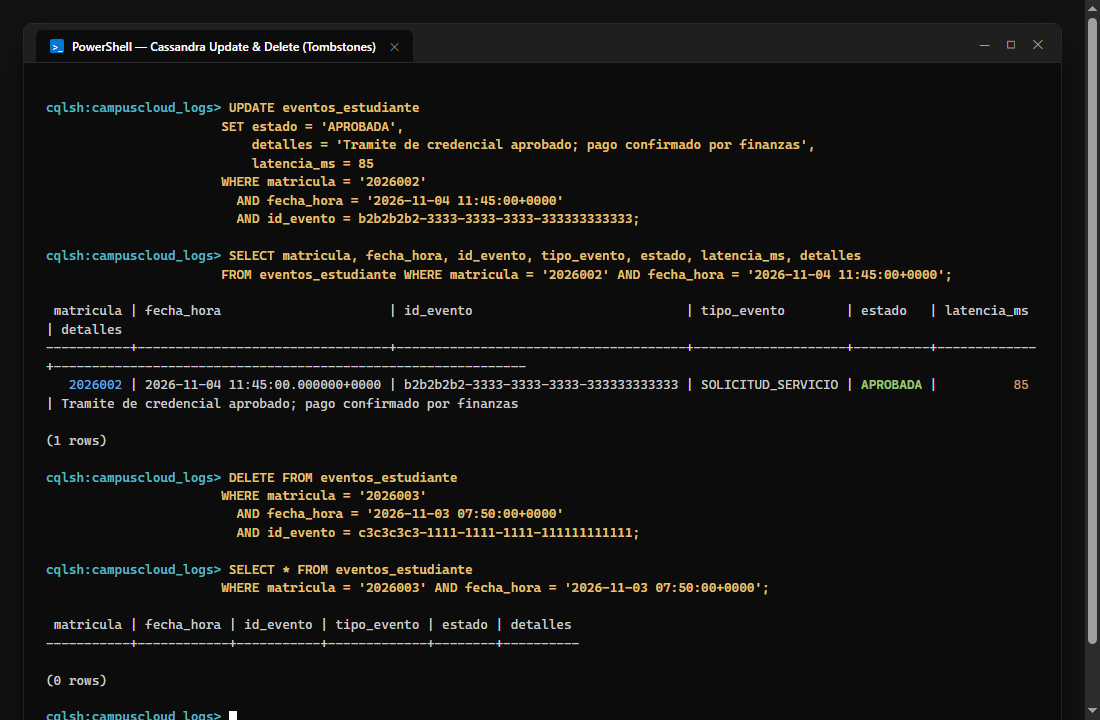 PowerShell — Cassandra Update & Delete (Tombstones)
cqlsh:campuscloud_logs> UPDATE eventos_estudiante
SET estado = 'APROBADA',
detalles = 'Tramite de credencial aprobado; pago confirmado por finanzas',
latencia_ms = 85
WHERE matricula = '2026002'
AND fecha_hora = '2026-11-04 11:45:00+0000'
AND id_evento = b2b2b2b2-3333-3333-3333-333333333333;
cqlsh:campuscloud_logs> SELECT matricula, fecha_hora, id_evento, tipo_evento, estado, latencia_ms, detalles
FROM eventos_estudiante WHERE matricula = '2026002' AND fecha_hora = '2026-11-04 11:45:00+0000';
matricula | fecha_hora | id_evento | tipo_evento | estado | latencia_ms
| detalles
-----------+---------------------------------+--------------------------------------+--------------------+----------+-------------
+--------------------------------------------------------------
2026002 | 2026-11-04 11:45:00.000000+0000 | b2b2b2b2-3333-3333-3333-333333333333 | SOLICITUD_SERVICIO | APROBADA | 85
| Tramite de credencial aprobado; pago confirmado por finanzas
(1 rows)
cqlsh:campuscloud_logs> DELETE FROM eventos_estudiante
WHERE matricula = '2026003'
AND fecha_hora = '2026-11-03 07:50:00+0000'
AND id_evento = c3c3c3c3-1111-1111-1111-111111111111;
cqlsh:campuscloud_logs> SELECT * FROM eventos_estudiante
WHERE matricula = '2026003' AND fecha_hora = '2026-11-03 07:50:00+0000';
matricula | fecha_hora | id_evento | tipo_evento | estado | detalles
-----------+------------+-----------+-------------+--------+----------
(0 rows)
cqlsh:campuscloud_logs>